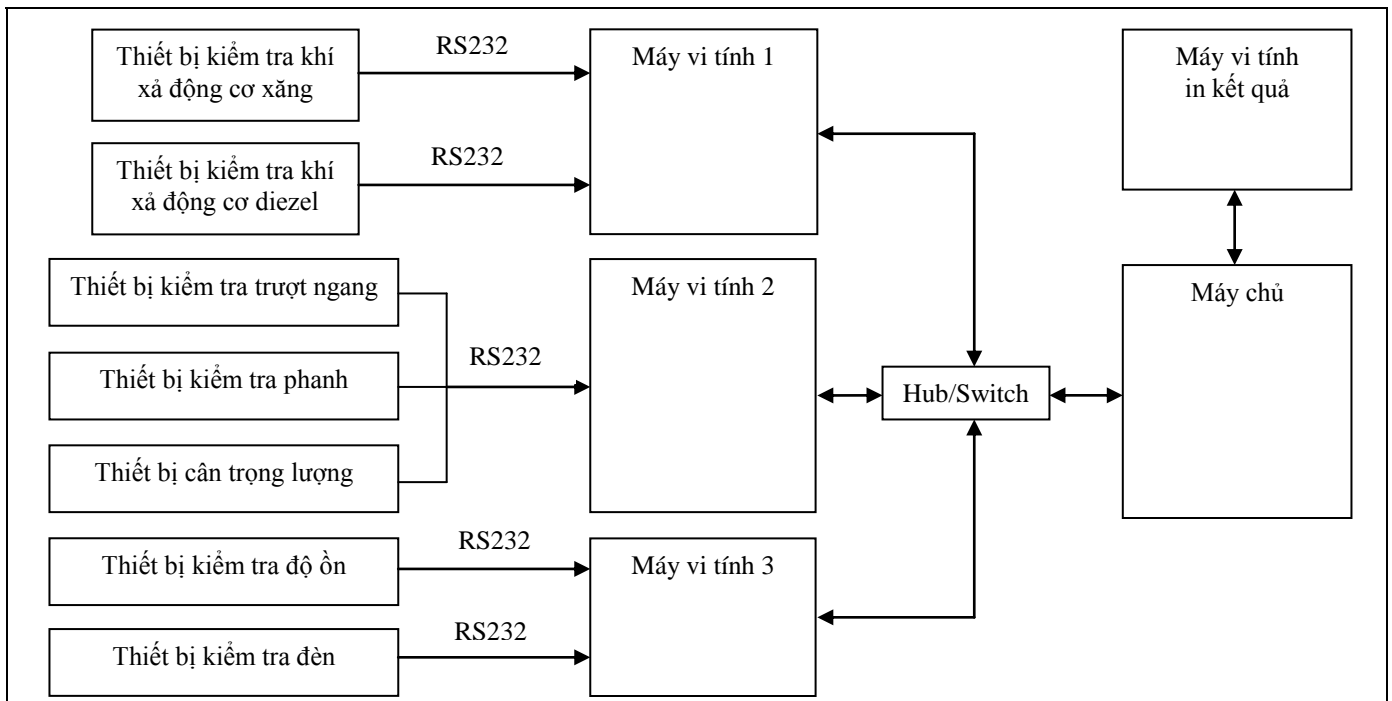 Thiết bị kiểm tra khí
xả động cơ xăng
RS232
Máy vi tính 1
Máy vi tính
in kết quả
Thiết bị kiểm tra khí
xả động cơ diezel
RS232
Thiết bị kiểm tra trượt ngang
Máy vi tính 2
Máy chủ
Thiết bị kiểm tra phanh
RS232
Hub/Switch
Thiết bị cân trọng lượng
Thiết bị kiểm tra độ ồn
RS232
Máy vi tính 3
Thiết bị kiểm tra đèn
RS232